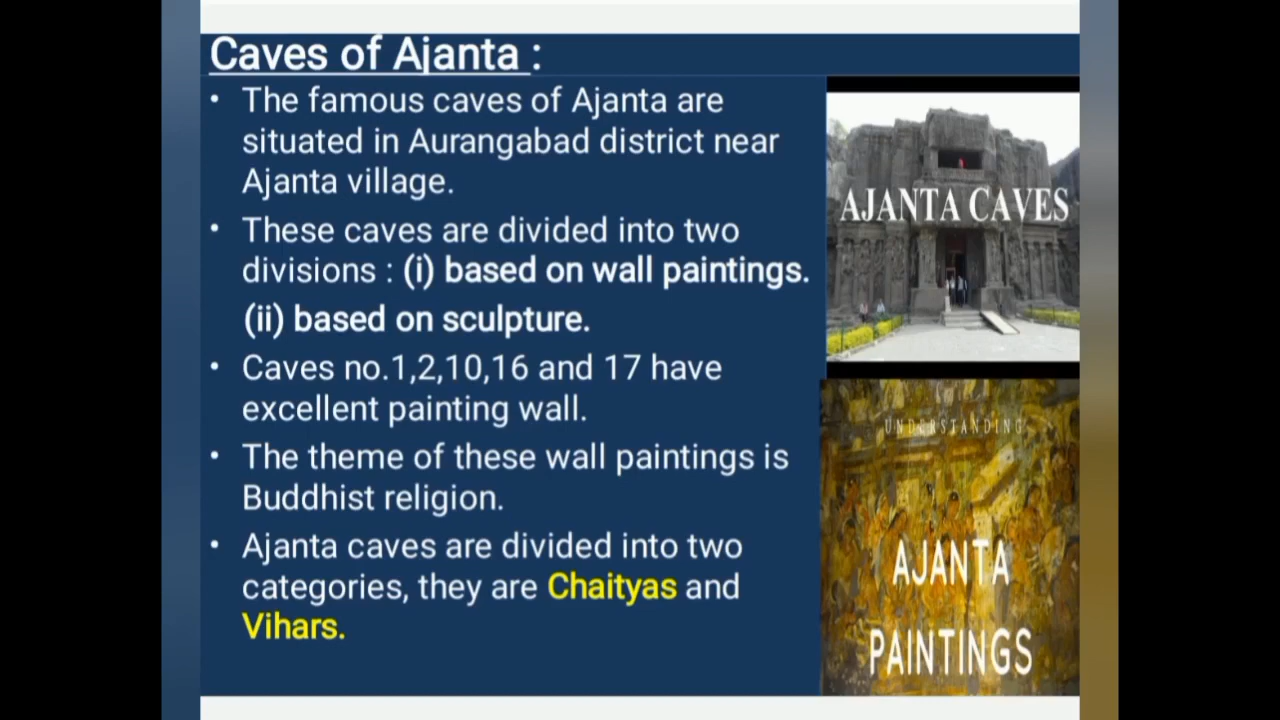 Caves of Ajanta :
• The famous caves of Ajanta are
situated in Aurangabad district near
Ajanta village.
• These caves are divided into two
divisions : (i) based on wall paintings.
(ii) based on sculpture.
• Caves no.1,2,10,16 and 17 have
excellent painting wall.
• The theme of these wall paintings is
Buddhist religion.
• Ajanta caves are divided into two
categories, they are Chaityas and
Vihars.
AJANTA CAVES
UNDERSTANDING
AJANTA
PAINTINGS